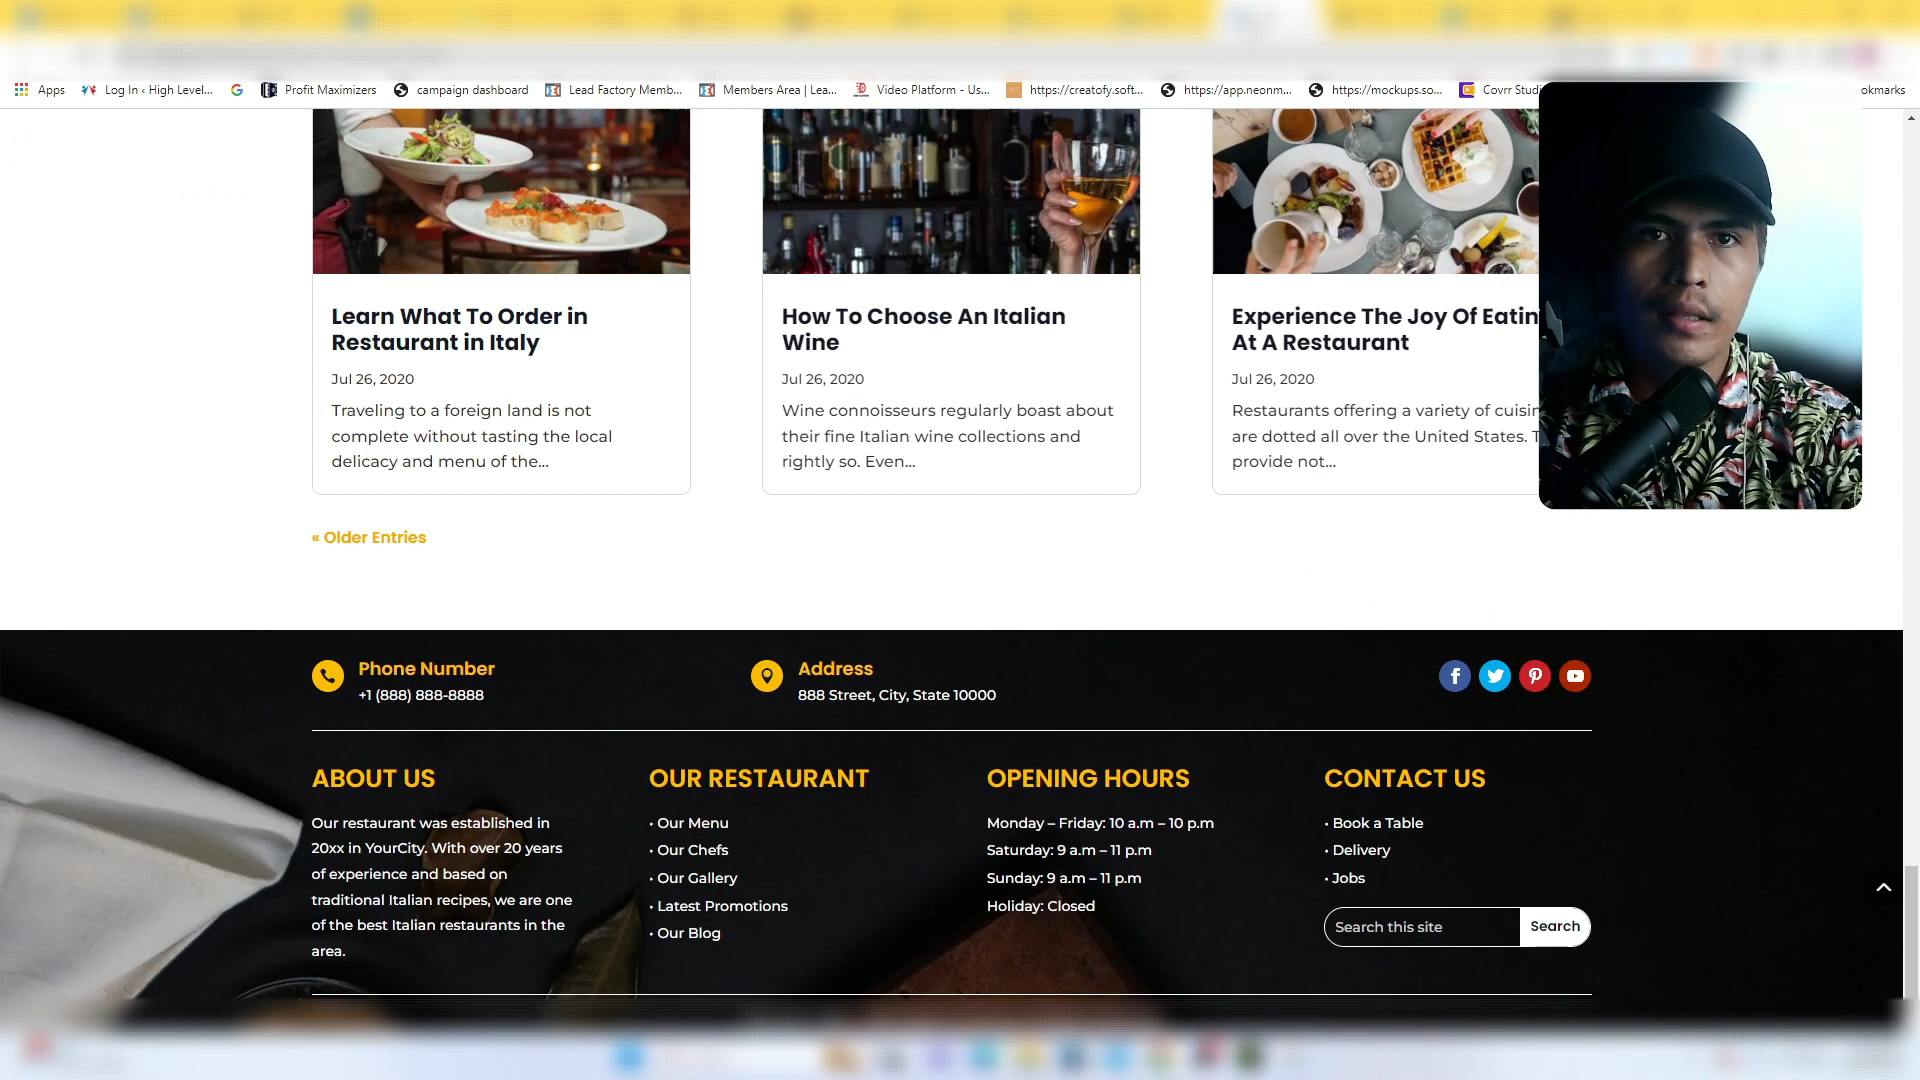 Apps
Log In ‹ High Level...
Profit Maximizers
campaign dashboard
Lead Factory Memb...
Members Area | Lea...
Video Platform - Us...
https://creatofy.soft...
https://app.neonm...
https://mockups.so...
Covrr Studi
okmarks
Learn What To Order in
Restaurant in Italy
Jul 26, 2020
Traveling to a foreign land is not
complete without tasting the local
delicacy and menu of the...
How To Choose An Italian
Wine
Jul 26, 2020
Wine connoisseurs regularly boast about
their fine Italian wine collections and
rightly so. Even...
Experience The Joy Of Eatin
At A Restaurant
Jul 26, 2020
Restaurants offering a variety of cuisin
are dotted all over the United States. T
provide not...
« Older Entries
Phone Number
+1 (888) 888-8888
Address
888 Street, City, State 10000
ABOUT US
Our restaurant was established in
20xx in YourCity. With over 20 years
of experience and based on
traditional Italian recipes, we are one
of the best Italian restaurants in the
area.
OUR RESTAURANT
• Our Menu
• Our Chefs
• Our Gallery
• Latest Promotions
• Our Blog
OPENING HOURS
Monday – Friday: 10 a.m – 10 p.m
Saturday: 9 a.m – 11 p.m
Sunday: 9 a.m – 11 p.m
Holiday: Closed
CONTACT US
• Book a Table
• Delivery
• Jobs
Search this site
Search